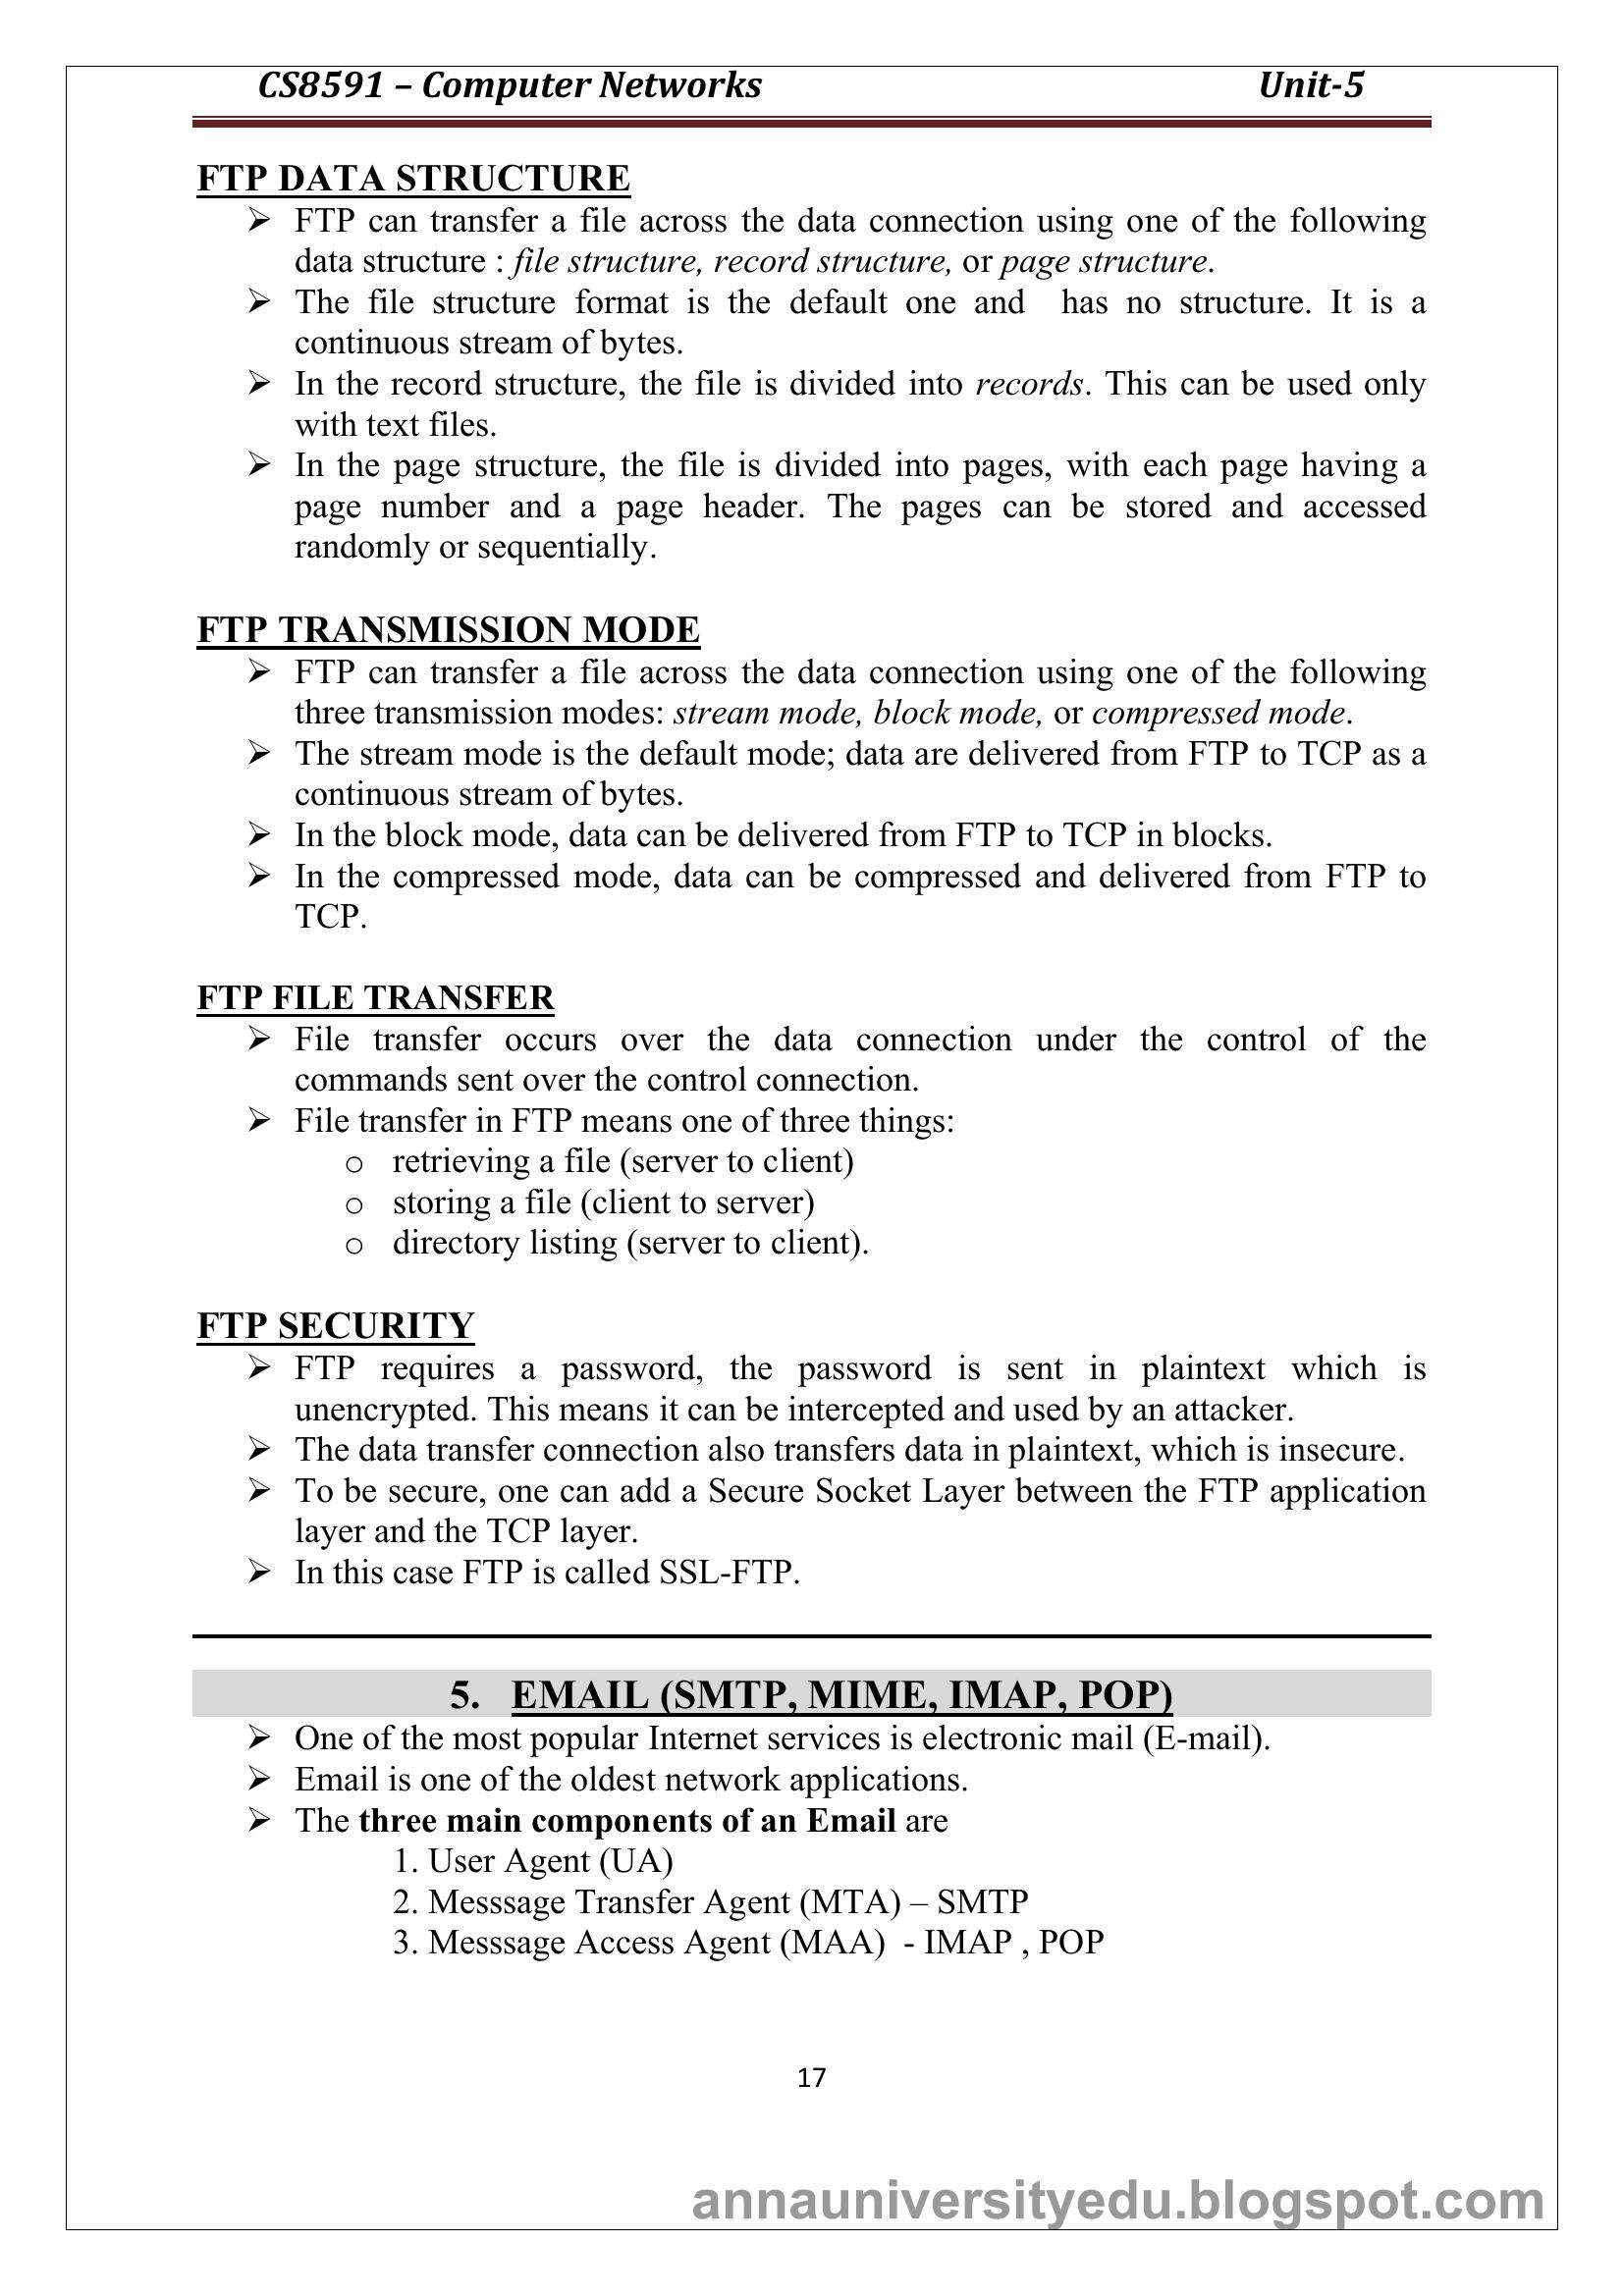 CS8591 – Computer Networks Unit-5
FTP DATA STRUCTURE
➢ FTP can transfer a file across the data connection using one of the following
data structure : file structure, record structure, or page structure.
➢ The file structure format is the default one and has no structure. It is a
continuous stream of bytes.
➢ In the record structure, the file is divided into records. This can be used only
with text files.
➢ In the page structure, the file is divided into pages, with each page having a
page number and a page header. The pages can be stored and accessed
randomly or sequentially.
FTP TRANSMISSION MODE
➢ FTP can transfer a file across the data connection using one of the following
three transmission modes: stream mode, block mode, or compressed mode.
➢ The stream mode is the default mode; data are delivered from FTP to TCP as a
continuous stream of bytes.
➢ In the block mode, data can be delivered from FTP to TCP in blocks.
➢ In the compressed mode, data can be compressed and delivered from FTP to
TCP.
FTP FILE TRANSFER
➢ File transfer occurs over the data connection under the control of the
commands sent over the control connection.
➢ File transfer in FTP means one of three things:
o retrieving a file (server to client)
o storing a file (client to server)
o directory listing (server to client).
FTP SECURITY
➢ FTP requires a password, the password is sent in plaintext which is
unencrypted. This means it can be intercepted and used by an attacker.
➢ The data transfer connection also transfers data in plaintext, which is insecure.
➢ To be secure, one can add a Secure Socket Layer between the FTP application
layer and the TCP layer.
➢ In this case FTP is called SSL-FTP.
5. EMAIL (SMTP, MIME, IMAP, POP)
➢ One of the most popular Internet services is electronic mail (E-mail).
➢ Email is one of the oldest network applications.
➢ The three main components of an Email are
1. User Agent (UA)
2. Messsage Transfer Agent (MTA) – SMTP
3. Messsage Access Agent (MAA) - IMAP , POP
17
annauniversityedu.blogspot.com